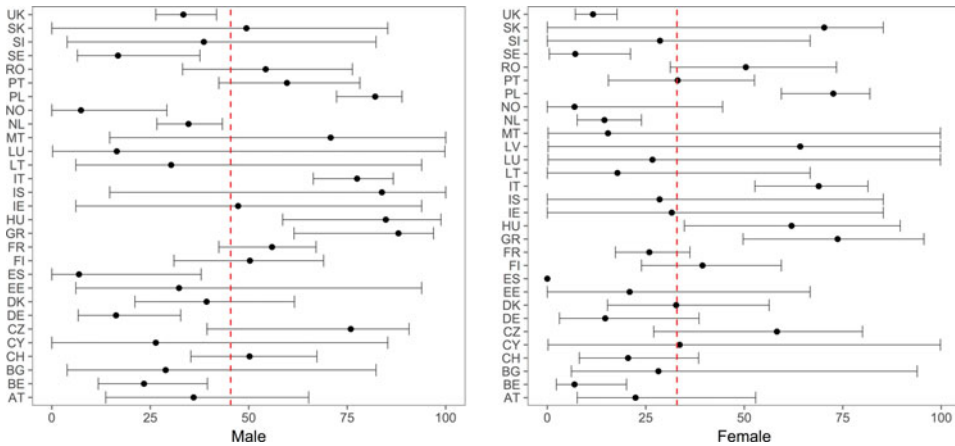 UK
SK
SI
SE
RO
PT
PL
NO
NL
MT
LU
LT
IT
IS
IE
HU
GR
FR
FI
ES
EE
DK
DE
CZ
CY
CH
BG
BE
AT
0 25 50 75 100
Male
UK
SK
SI
SE
RO
PT
PL
NO
NL
MT
LV
LU
LT
IT
IS
IE
HU
GR
FR
FI
ES
EE
DK
DE
CZ
CY
CH
BG
BE
AT
0 25 50 75 100
Female